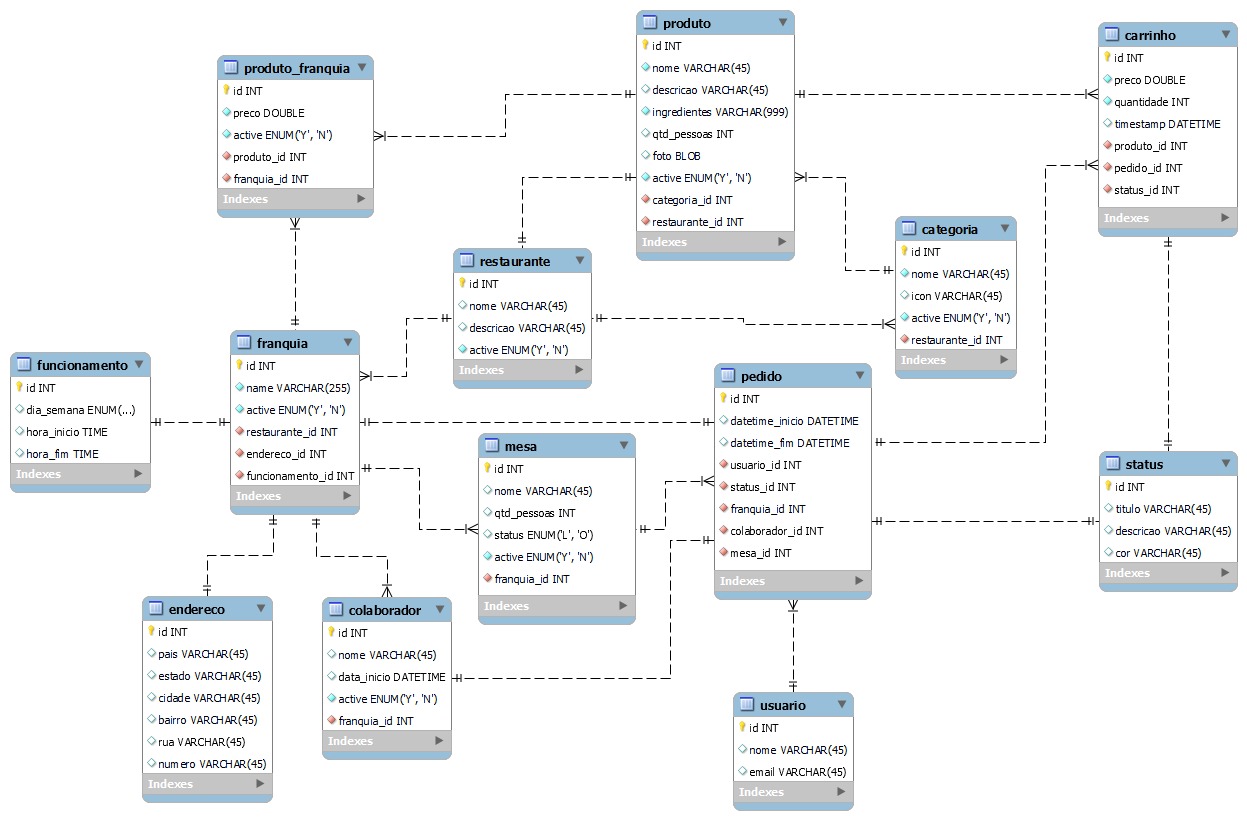 produto
id INT
nome VARCHAR(45)
descricao VARCHAR(45)
ingredientes VARCHAR(999)
qtd_pessoas INT
foto BLOB
active ENUM('Y', 'N')
categoria_id INT
restaurante_id INT
Indexes
carrinho
id INT
preco DOUBLE
quantidade INT
timestamp DATETIME
produto_id INT
pedido_id INT
status_id INT
Indexes
produto_franquia
id INT
preco DOUBLE
active ENUM('Y', 'N')
produto_id INT
franquia_id INT
Indexes
restaurante
id INT
nome VARCHAR(45)
descricao VARCHAR(45)
active ENUM('Y', 'N')
Indexes
categoria
id INT
nome VARCHAR(45)
icon VARCHAR(45)
active ENUM('Y', 'N')
restaurante_id INT
Indexes
funcionamento
id INT
dia_semana ENUM(...)
hora_inicio TIME
hora_fim TIME
Indexes
franquia
id INT
name VARCHAR(255)
active ENUM('Y', 'N')
restaurante_id INT
endereco_id INT
funcionamento_id INT
Indexes
mesa
id INT
nome VARCHAR(45)
qtd_pessoas INT
status ENUM('L', 'O')
active ENUM('Y', 'N')
franquia_id INT
Indexes
pedido
id INT
datetime_inicio DATETIME
datetime_fim DATETIME
usuario_id INT
status_id INT
franquia_id INT
colaborador_id INT
mesa_id INT
Indexes
status
id INT
titulo VARCHAR(45)
descricao VARCHAR(45)
cor VARCHAR(45)
Indexes
endereco
id INT
pais VARCHAR(45)
estado VARCHAR(45)
cidade VARCHAR(45)
bairro VARCHAR(45)
rua VARCHAR(45)
numero VARCHAR(45)
Indexes
colaborador
id INT
nome VARCHAR(45)
data_inicio DATETIME
active ENUM('Y', 'N')
franquia_id INT
Indexes
usuario
id INT
nome VARCHAR(45)
email VARCHAR(45)
Indexes